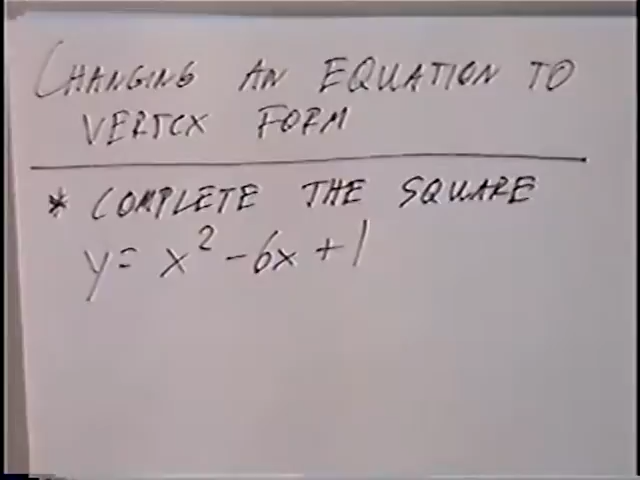 CHANGING AN EQUATION TO
VERTEX FORM
* COMPLETE THE SQUARE
y = x² - 6x + 1